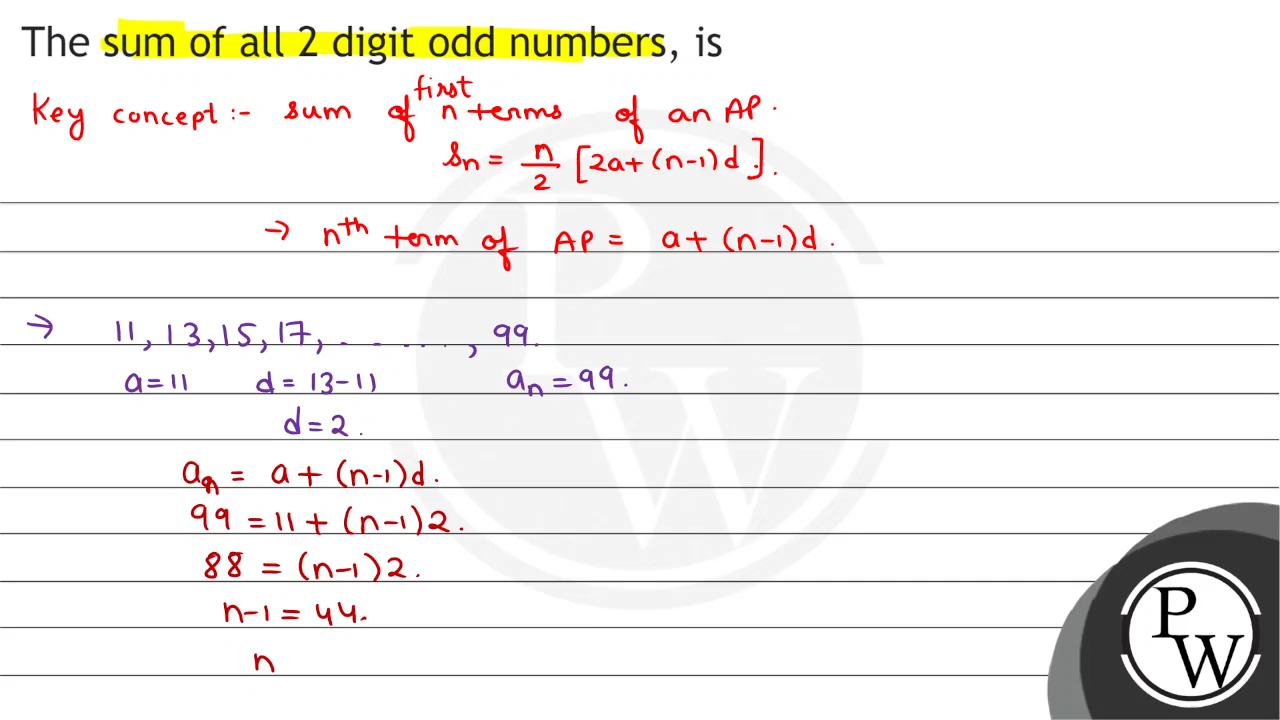 The sum of all 2 digit odd numbers, is
Key concept :- sum of first n terms of an AP.
Sn = n/2 [2a+(n-1)d].
→ nth term of AP = a+(n-1)d.
→ 11, 13, 15, 17, ......, 99.
a=11 d=13-11 an=99.
d=2.
an = a+(n-1)d.
99 = 11+(n-1)2.
88 = (n-1)2.
n-1 = 44.
n
P
W
P
W